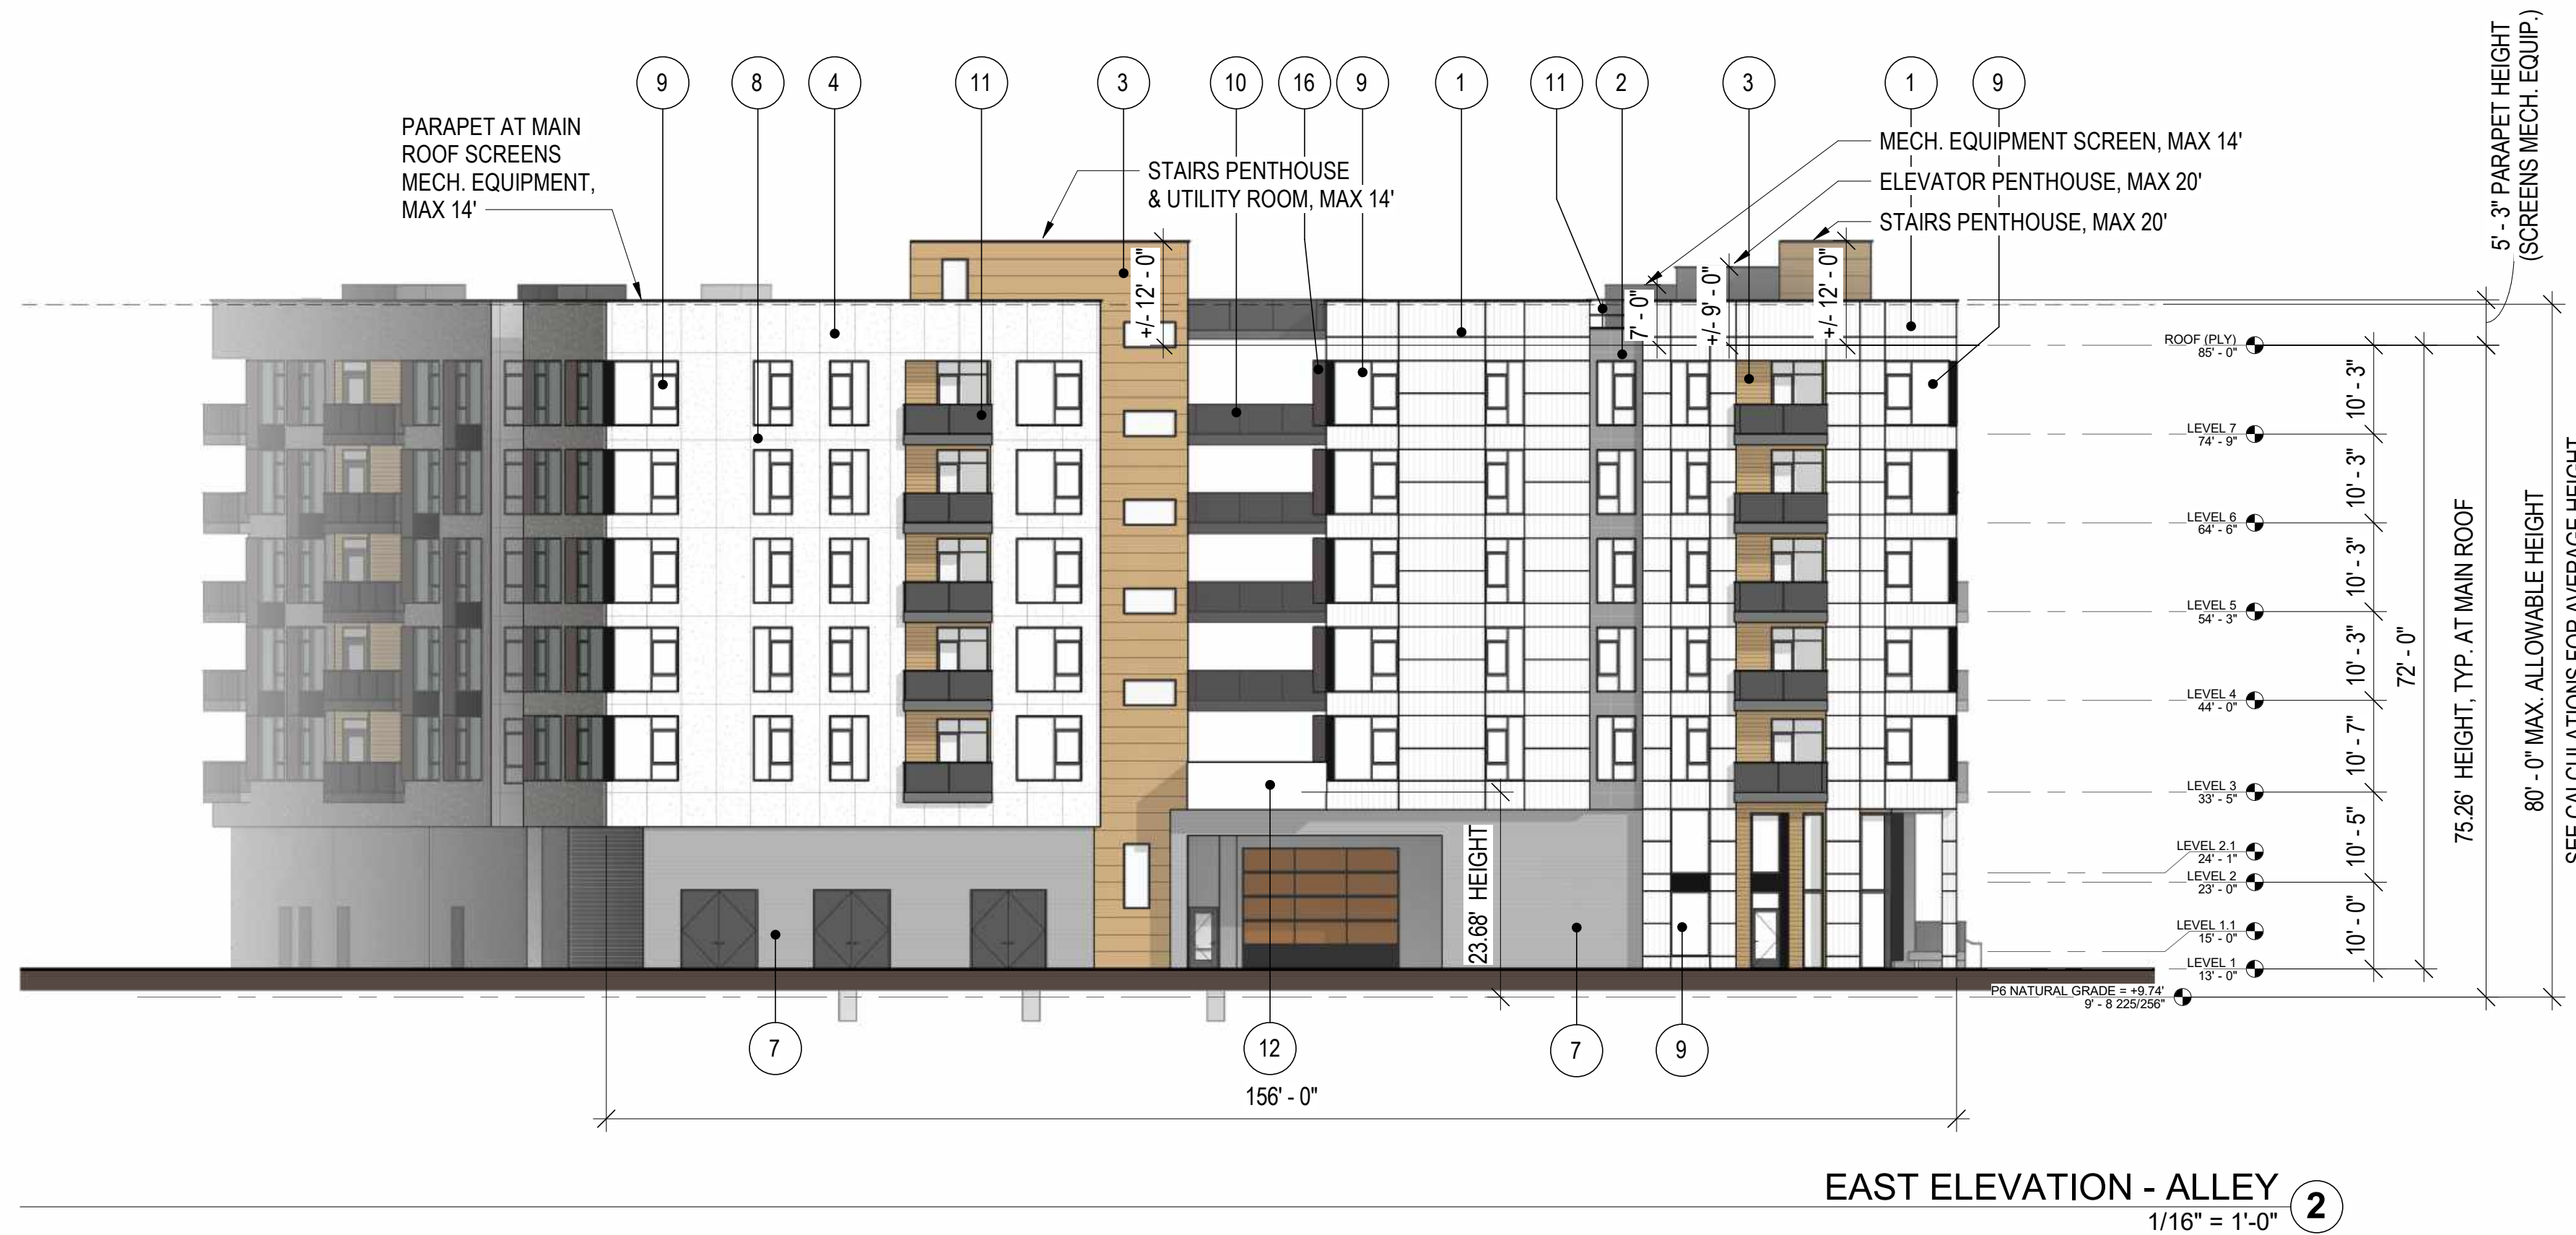 9
8
4
11
3
10
16
9
1
11
2
3
1
9
5' - 3" PARAPET HEIGHT
(SCREENS MECH. EQUIP.)
PARAPET AT MAIN
ROOF SCREENS
MECH. EQUIPMENT,
MAX 14'
STAIRS PENTHOUSE
& UTILITY ROOM, MAX 14'
MECH. EQUIPMENT SCREEN, MAX 14'
ELEVATOR PENTHOUSE, MAX 20'
STAIRS PENTHOUSE, MAX 20'
+/- 12' - 0"
7' - 0"
+/- 9' - 0"
+/- 12' - 0"
ROOF (PLY)
85' - 0"
LEVEL 7
74' - 9"
LEVEL 6
64' - 6"
LEVEL 5
54' - 3"
LEVEL 4
44' - 0"
LEVEL 3
33' - 5"
LEVEL 2.1
24' - 1"
LEVEL 2
23' - 0"
LEVEL 1.1
15' - 0"
LEVEL 1
13' - 0"
P6 NATURAL GRADE = +9.74'
9' - 8 225/256"
10' - 3"
10' - 3"
10' - 3"
10' - 3"
10' - 7"
10' - 5"
10' - 0"
72' - 0"
75.26' HEIGHT, TYP. AT MAIN ROOF
80' - 0" MAX. ALLOWABLE HEIGHT
SEE CALCULATIONS FOR AVERAGE HEIGHT
23.68' HEIGHT
7
12
7
9
156' - 0"
EAST ELEVATION - ALLEY
2
1/16" = 1'-0"